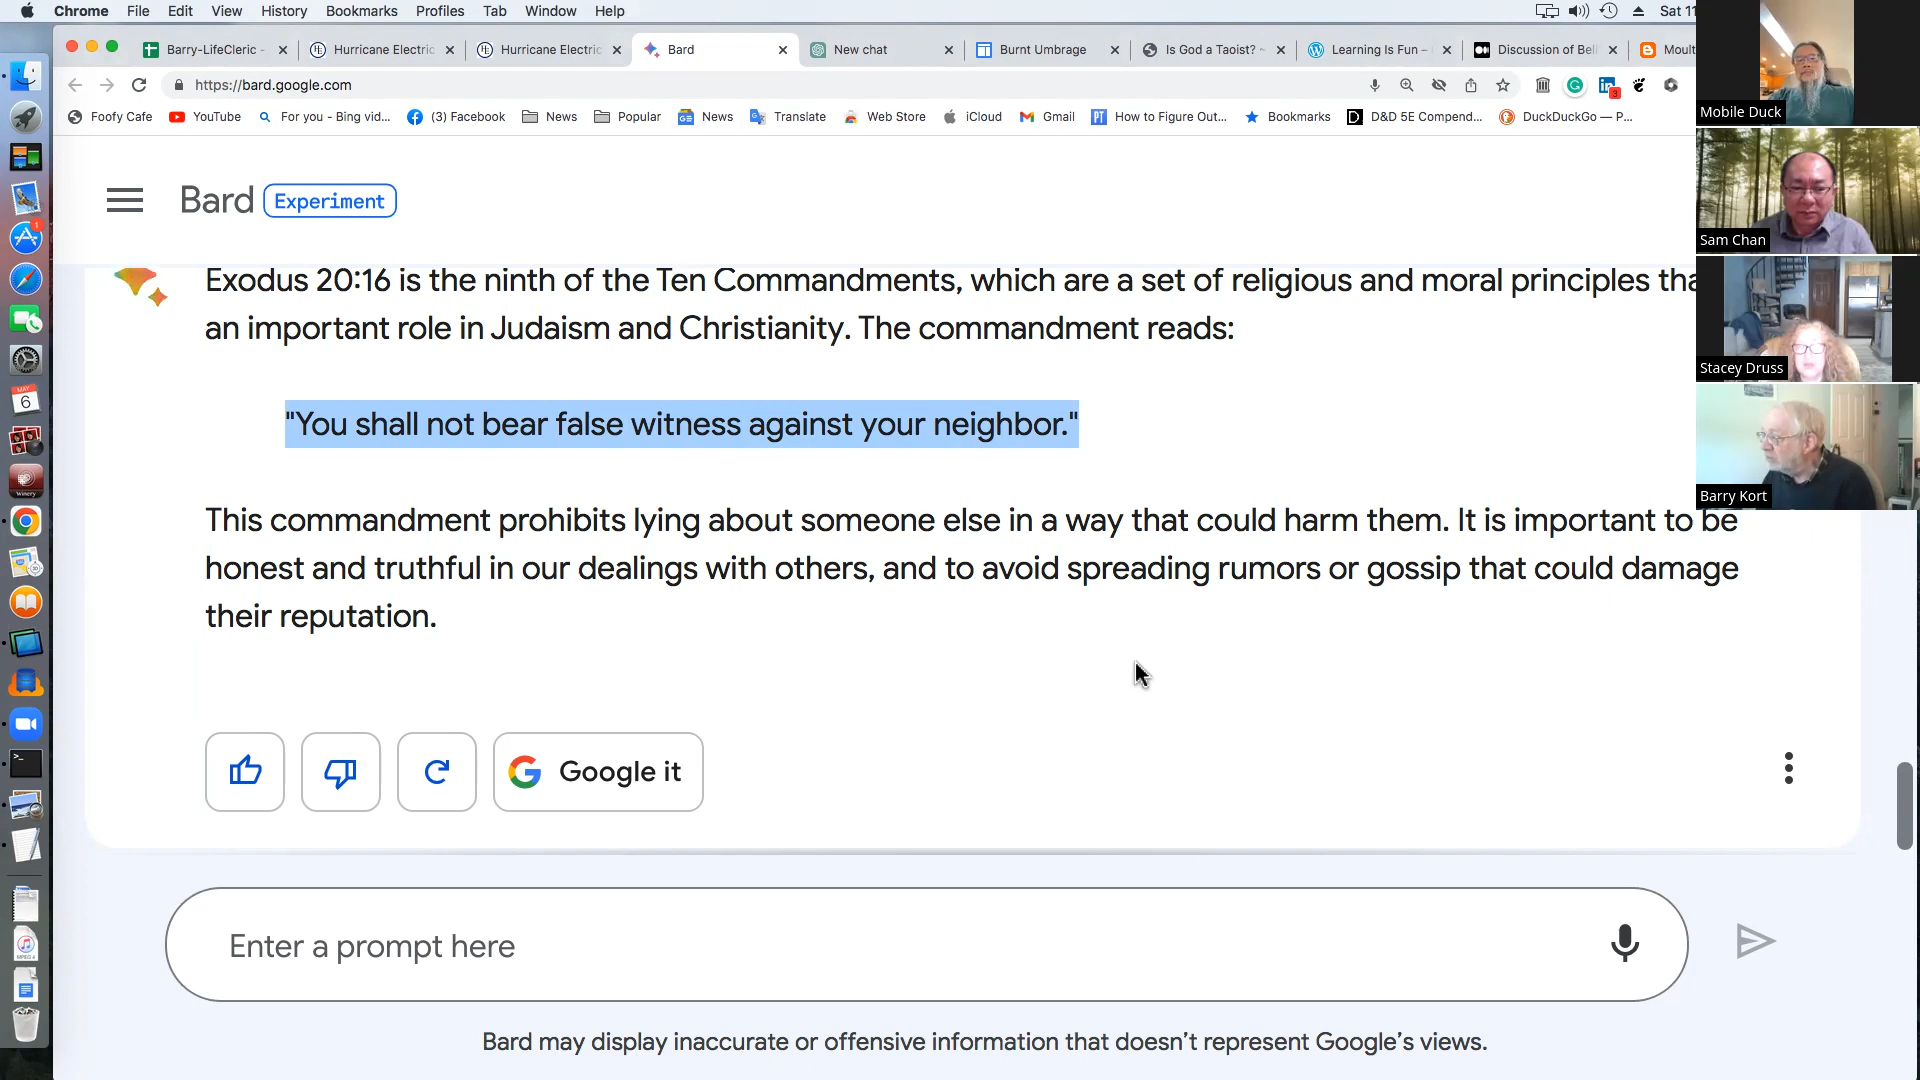 Chrome File Edit View History Bookmarks Profiles Tab Window Help Sat 11
Barry-LifeCleric - Hurricane Electric Hurricane Electric Bard New chat Burnt Umbrage Is God a Taoist? - Learning Is Fun – Discussion of Bel Moult
https://bard.google.com
3
Foofy Cafe YouTube For you - Bing vid... (3) Facebook News Popular News Translate Web Store iCloud Gmail PT How to Figure Out... Bookmarks D&D 5E Compend... DuckDuckGo — P...
Mobile Duck
Bard Experiment
Sam Chan
Exodus 20:16 is the ninth of the Ten Commandments, which are a set of religious and moral principles tha
an important role in Judaism and Christianity. The commandment reads:
Stacey Druss
"You shall not bear false witness against your neighbor."
Barry Kort
This commandment prohibits lying about someone else in a way that could harm them. It is important to be
honest and truthful in our dealings with others, and to avoid spreading rumors or gossip that could damage
their reputation.
Google it
Enter a prompt here
Bard may display inaccurate or offensive information that doesn't represent Google's views.
1
MAY
6
winery
MPEG 4